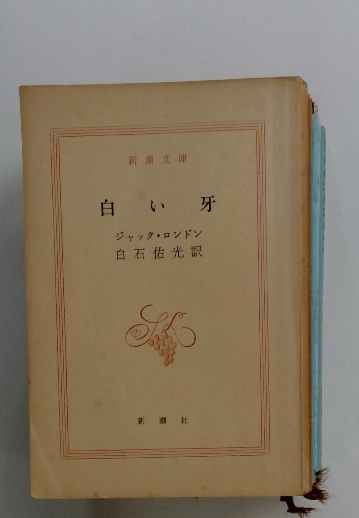 新潮文庫
白い牙
ジャック・ロンドン
白石佑光訳
新潮社